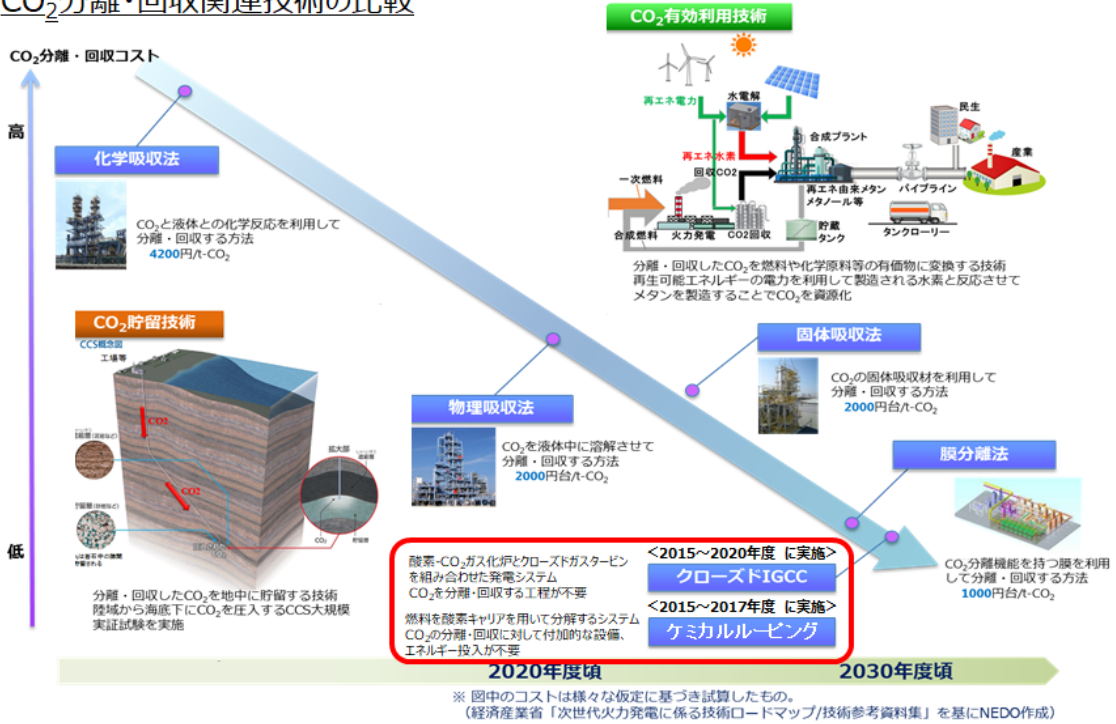 CO2分離・回収関連技術の比較
CO2分離・回収コスト
高
低
化学吸収法
CO2と液体との化学反応を利用して
分離・回収する方法
4200円/t-CO2
CO2有効利用技術
再エネ電力
水電解
再エネ水素
回収CO2
一次燃料
合成燃料
火力発電
CO2回収
合成プラント
再エネ由来メタン
メタノール等
パイプライン
貯蔵
タンク
タンクローリー
民生
産業
分離・回収したCO2を燃料や化学原料等の有価物に変換する技術
再生可能エネルギーの電力を利用して製造される水素と反応させて
メタンを製造することでCO2を資源化
CO2貯留技術
CCS概念図
工場等
CO2
CO2
拡大部
遮蔽層
CO2
貯留層
分離・回収したCO2を地中に貯留する技術
陸域から海底下にCO2を圧入するCCS大規模
実証試験を実施
物理吸収法
CO2を液体中に溶解させて
分離・回収する方法
2000円台/t-CO2
固体吸収法
CO2の固体吸収材を利用して
分離・回収する方法
2000円台/t-CO2
膜分離法
CO2分離機能を持つ膜を利用
して分離・回収する方法
1000円台/t-CO2
酸素-CO2ガス化炉とクローズドガスタービン
を組み合わせた発電システム
CO2を分離・回収する工程が不要
<2015～2020年度 に実施>
クローズドIGCC
燃料を酸素キャリアを用いて分解するシステム
CO2の分離・回収に対して付加的な設備、
エネルギー投入が不要
<2015～2017年度 に実施>
ケミカルルーピング
2020年度頃
2030年度頃
※ 図中のコストは様々な仮定に基づき試算したもの。
（経済産業省「次世代火力発電に係る技術ロードマップ/技術参考資料集」を基にNEDO作成）